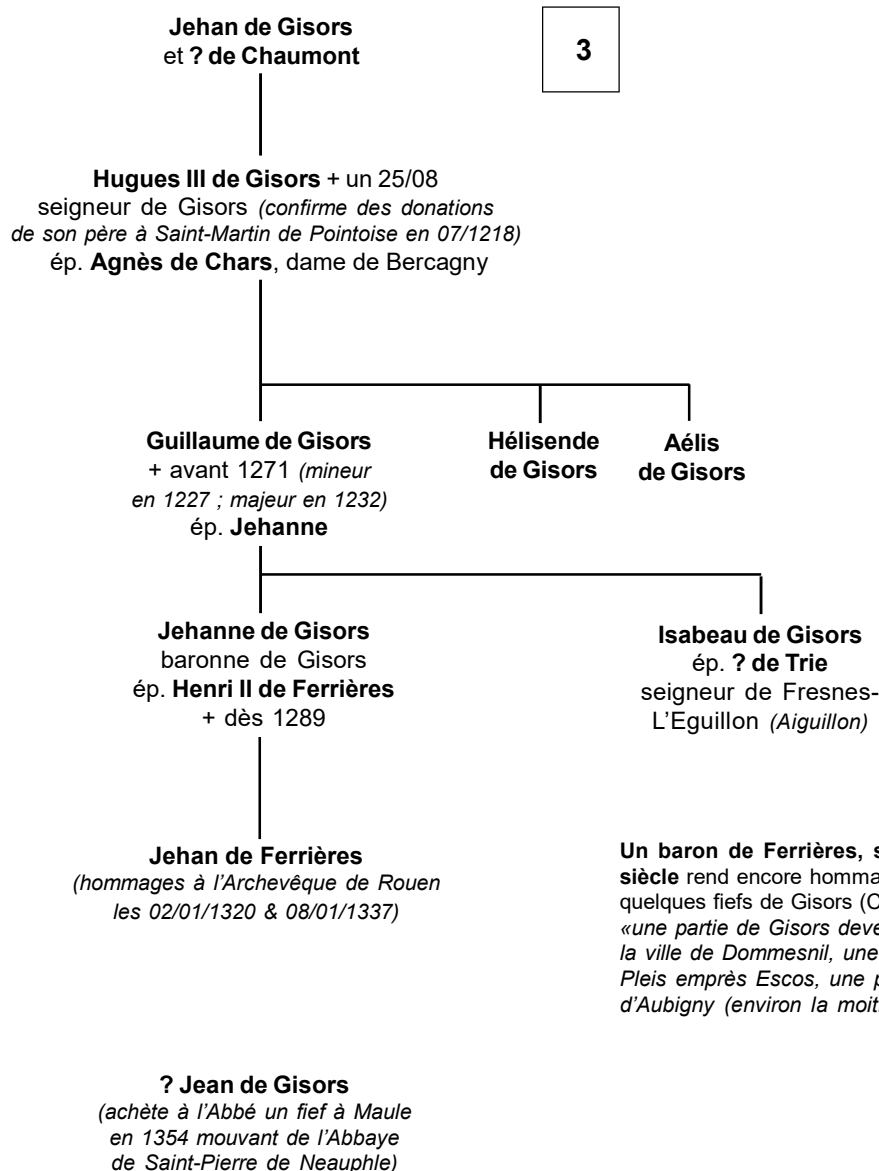 Jehan de Gisors
et ? de Chaumont
3
Hugues III de Gisors + un 25/08
seigneur de Gisors (confirme des donations
de son père à Saint-Martin de Pointoise en 07/1218)
ép. Agnès de Chars, dame de Bercagny
Guillaume de Gisors
+ avant 1271 (mineur
en 1227 ; majeur en 1232)
ép. Jehanne
Hélisende
de Gisors
Aélis
de Gisors
Jehanne de Gisors
baronne de Gisors
ép. Henri II de Ferrières
+ dès 1289
Isabeau de Gisors
ép. ? de Trie
seigneur de Fresnes-
L'Eguillon (Aiguillon)
Jehan de Ferrières
(hommages à l'Archevêque de Rouen
les 02/01/1320 & 08/01/1337)
Un baron de Ferrières, s
siècle rend encore homma
quelques fiefs de Gisors (C
«une partie de Gisors deve
la ville de Dommesnil, une
Pleis emprès Escos, une p
d'Aubigny (environ la moit
? Jean de Gisors
(achète à l'Abbé un fief à Maule
en 1354 mouvant de l'Abbaye
de Saint-Pierre de Neauphle)